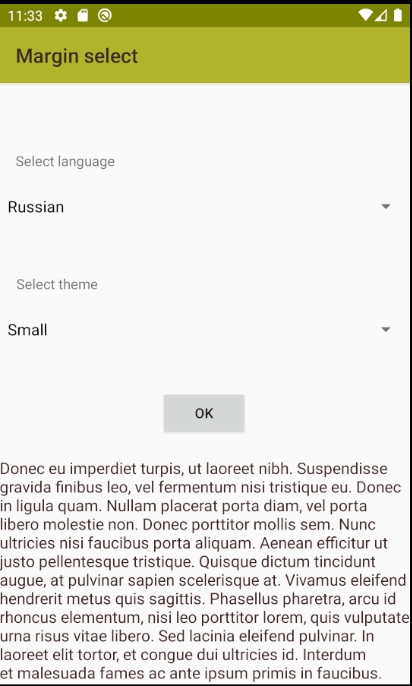 11:33
Margin select
Select language
Russian
Select theme
Small
OK
Donec eu imperdiet turpis, ut laoreet nibh. Suspendisse
gravida finibus leo, vel fermentum nisi tristique eu. Donec
in ligula quam. Nullam placerat porta diam, vel porta
libero molestie non. Donec porttitor mollis sem. Nunc
ultricies nisi faucibus porta aliquam. Aenean efficitur ut
justo pellentesque tristique. Quisque dictum tincidunt
augue, at pulvinar sapien scelerisque at. Vivamus eleifend
hendrerit metus quis sagittis. Phasellus pharetra, arcu id
rhoncus elementum, nisi leo porttitor lorem, quis vulputate
urna risus vitae libero. Sed lacinia eleifend pulvinar. In
laoreet elit tortor, et congue dui ultricies id. Interdum
et malesuada fames ac ante ipsum primis in faucibus.